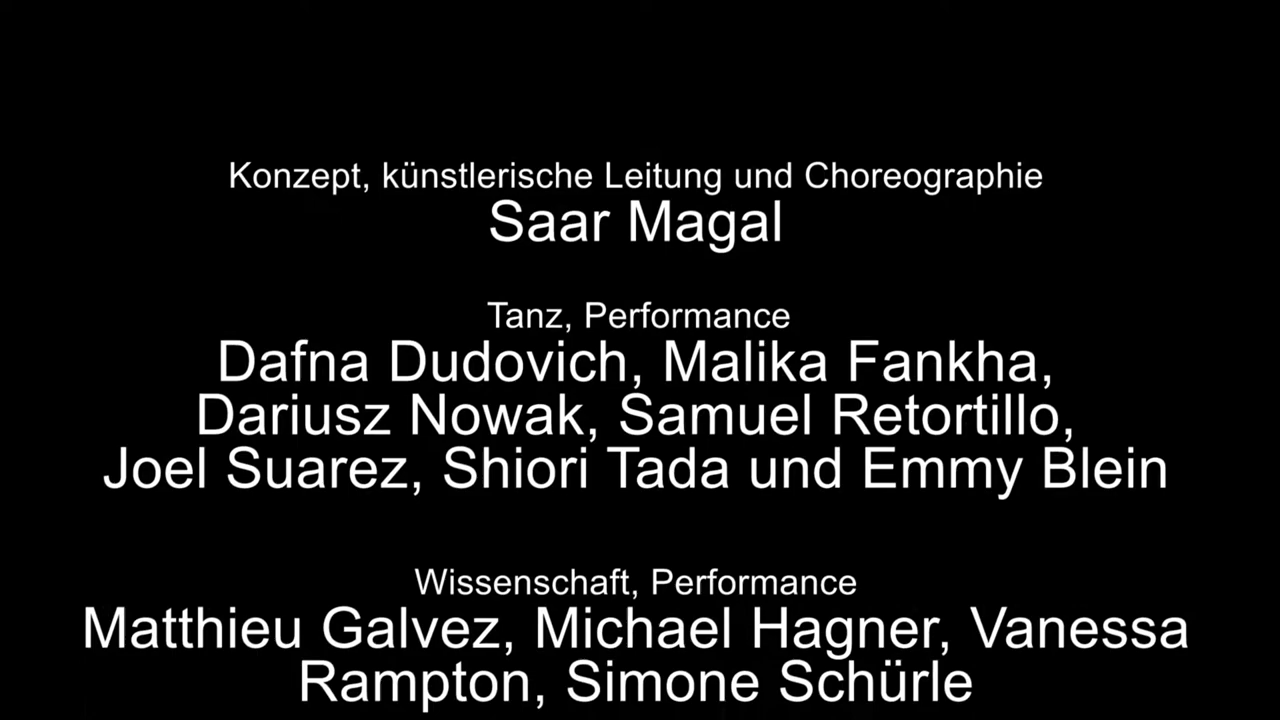 Konzept, künstlerische Leitung und Choreographie
Saar Magal
Tanz, Performance
Dafna Dudovich, Malika Fankha,
Dariusz Nowak, Samuel Retortillo,
Joel Suarez, Shiori Tada und Emmy Blein
Wissenschaft, Performance
Matthieu Galvez, Michael Hagner, Vanessa
Rampton, Simone Schürle